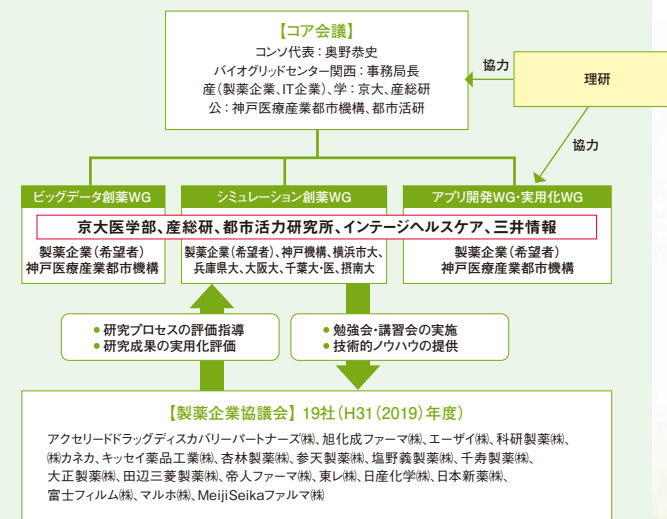 【コア会議】
コンソ代表：奥野恭史
バイオグリッドセンター関西：事務局長
産（製薬企業、IT企業）、学：京大、産総研
公：神戸医療産業都市機構、都市活研
協力
理研
協力
ビッグデータ創薬WG
シミュレーション創薬WG
アプリ開発WG・実用化WG
京大医学部、産総研、都市活力研究所、インテージヘルスケア、三井情報
製薬企業（希望者）
神戸医療産業都市機構
製薬企業（希望者）、神戸機構、横浜市大、
兵庫県大、大阪大、千葉大・医、摂南大
製薬企業（希望者）
神戸医療産業都市機構
● 研究プロセスの評価指導
● 研究成果の実用化評価
● 勉強会・講習会の実施
● 技術的ノウハウの提供
【製薬企業協議会】 19社（H31（2019）年度）
アクセリードドラッグディスカバリーパートナーズ㈱、旭化成ファーマ㈱、エーザイ㈱、科研製薬㈱、
㈱カネカ、キッセイ薬品工業㈱、杏林製薬㈱、参天製薬㈱、塩野義製薬㈱、千寿製薬㈱、
大正製薬㈱、田辺三菱製薬㈱、帝人ファーマ㈱、東レ㈱、日産化学㈱、日本新薬㈱、
富士フィルム㈱、マルホ㈱、MeijiSeikaファルマ㈱